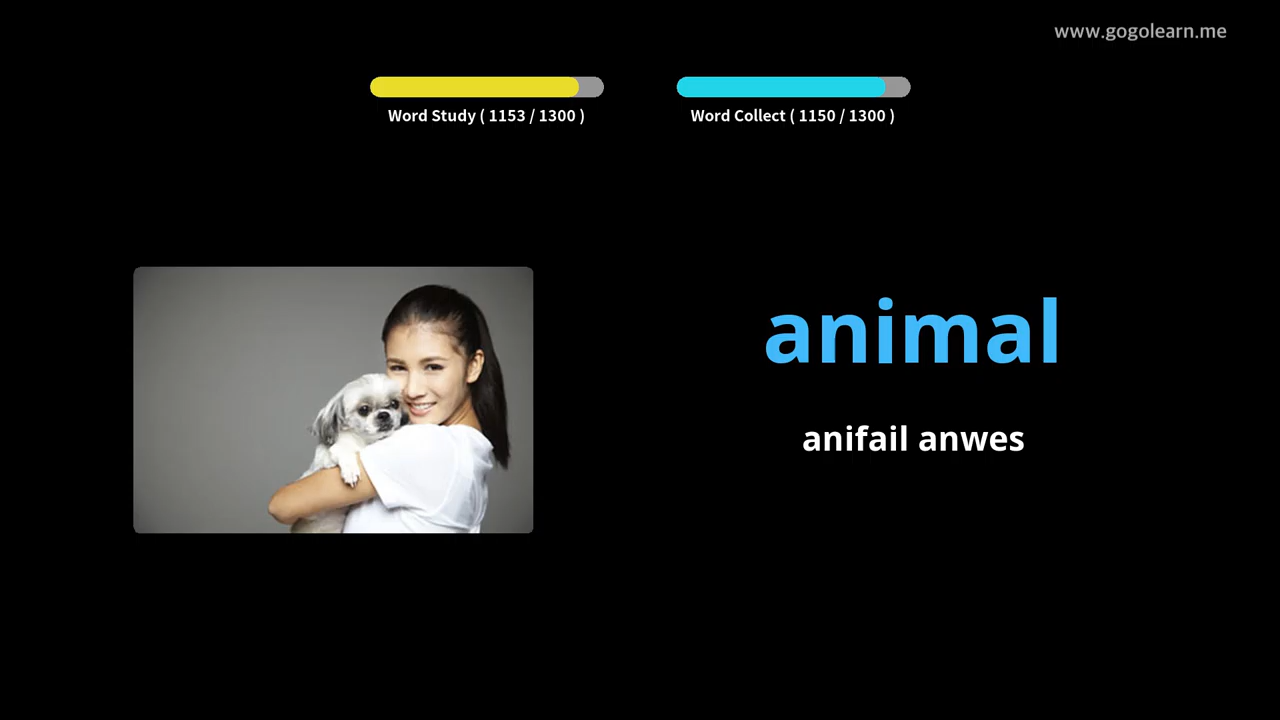 www.gogolearn.me
Word Study ( 1153 / 1300 )
Word Collect ( 1150 / 1300 )
animal
anifail anwes